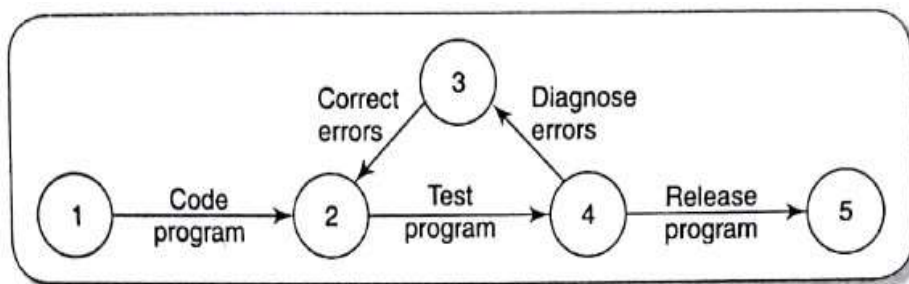 3
Correct
errors
Diagnose
errors
1
Code
program
2
Test
program
4
Release
program
5